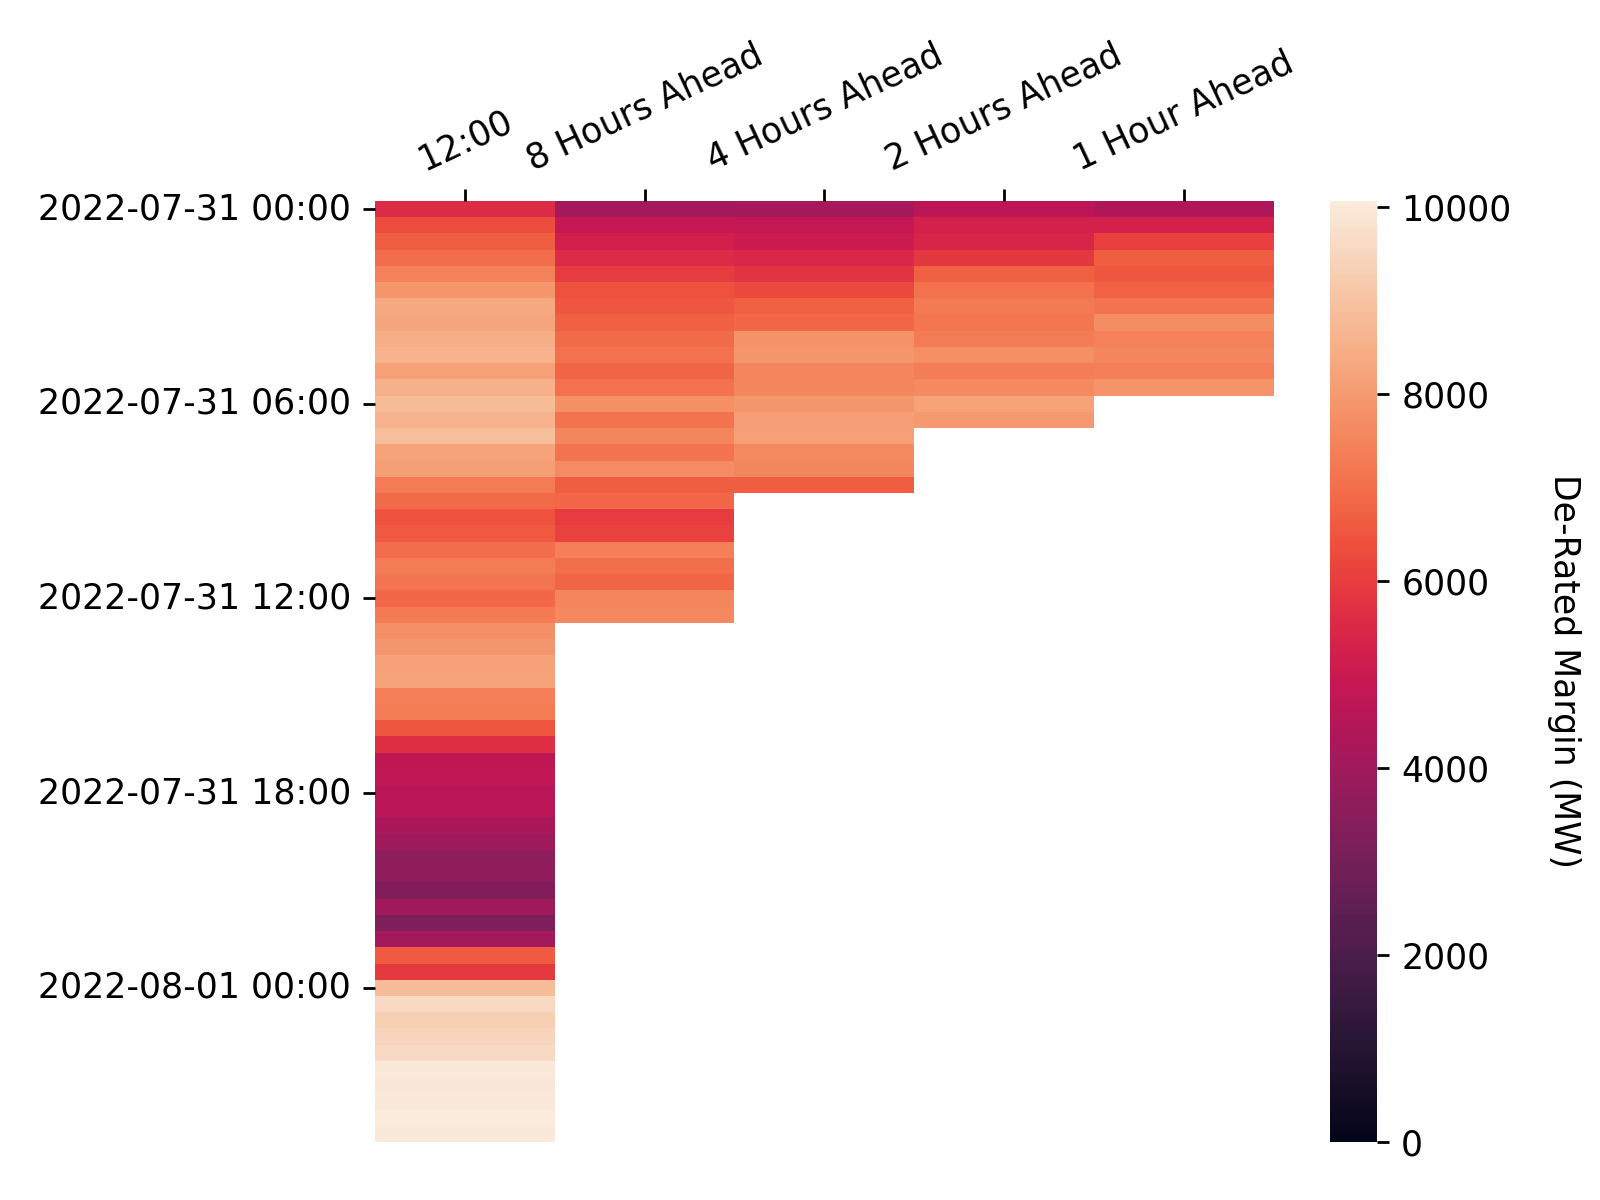 12:00
8 Hours Ahead
4 Hours Ahead
2 Hours Ahead
1 Hour Ahead
2022-07-31 00:00
2022-07-31 06:00
2022-07-31 12:00
2022-07-31 18:00
2022-08-01 00:00
10000
8000
6000
4000
2000
0
De-Rated Margin (MW)